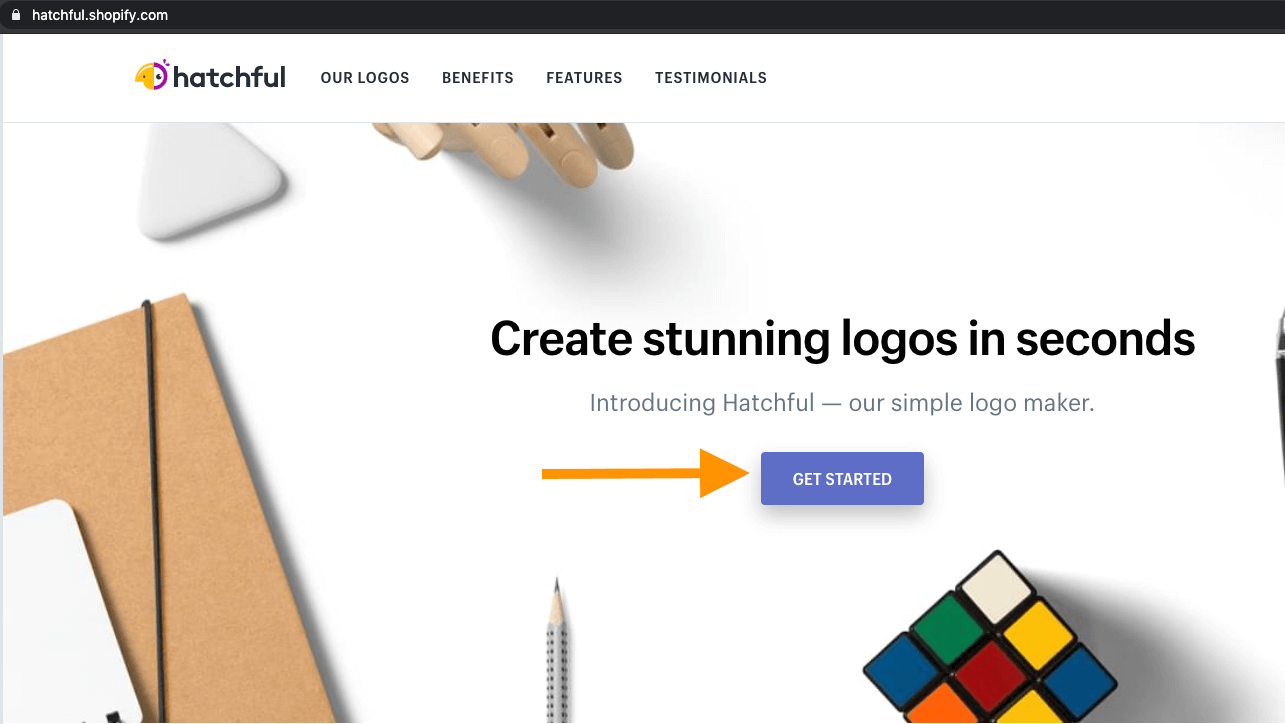 hatchful.shopify.com
hatchful OUR LOGOS BENEFITS FEATURES TESTIMONIALS
Create stunning logos in seconds
Introducing Hatchful — our simple logo maker.
GET STARTED